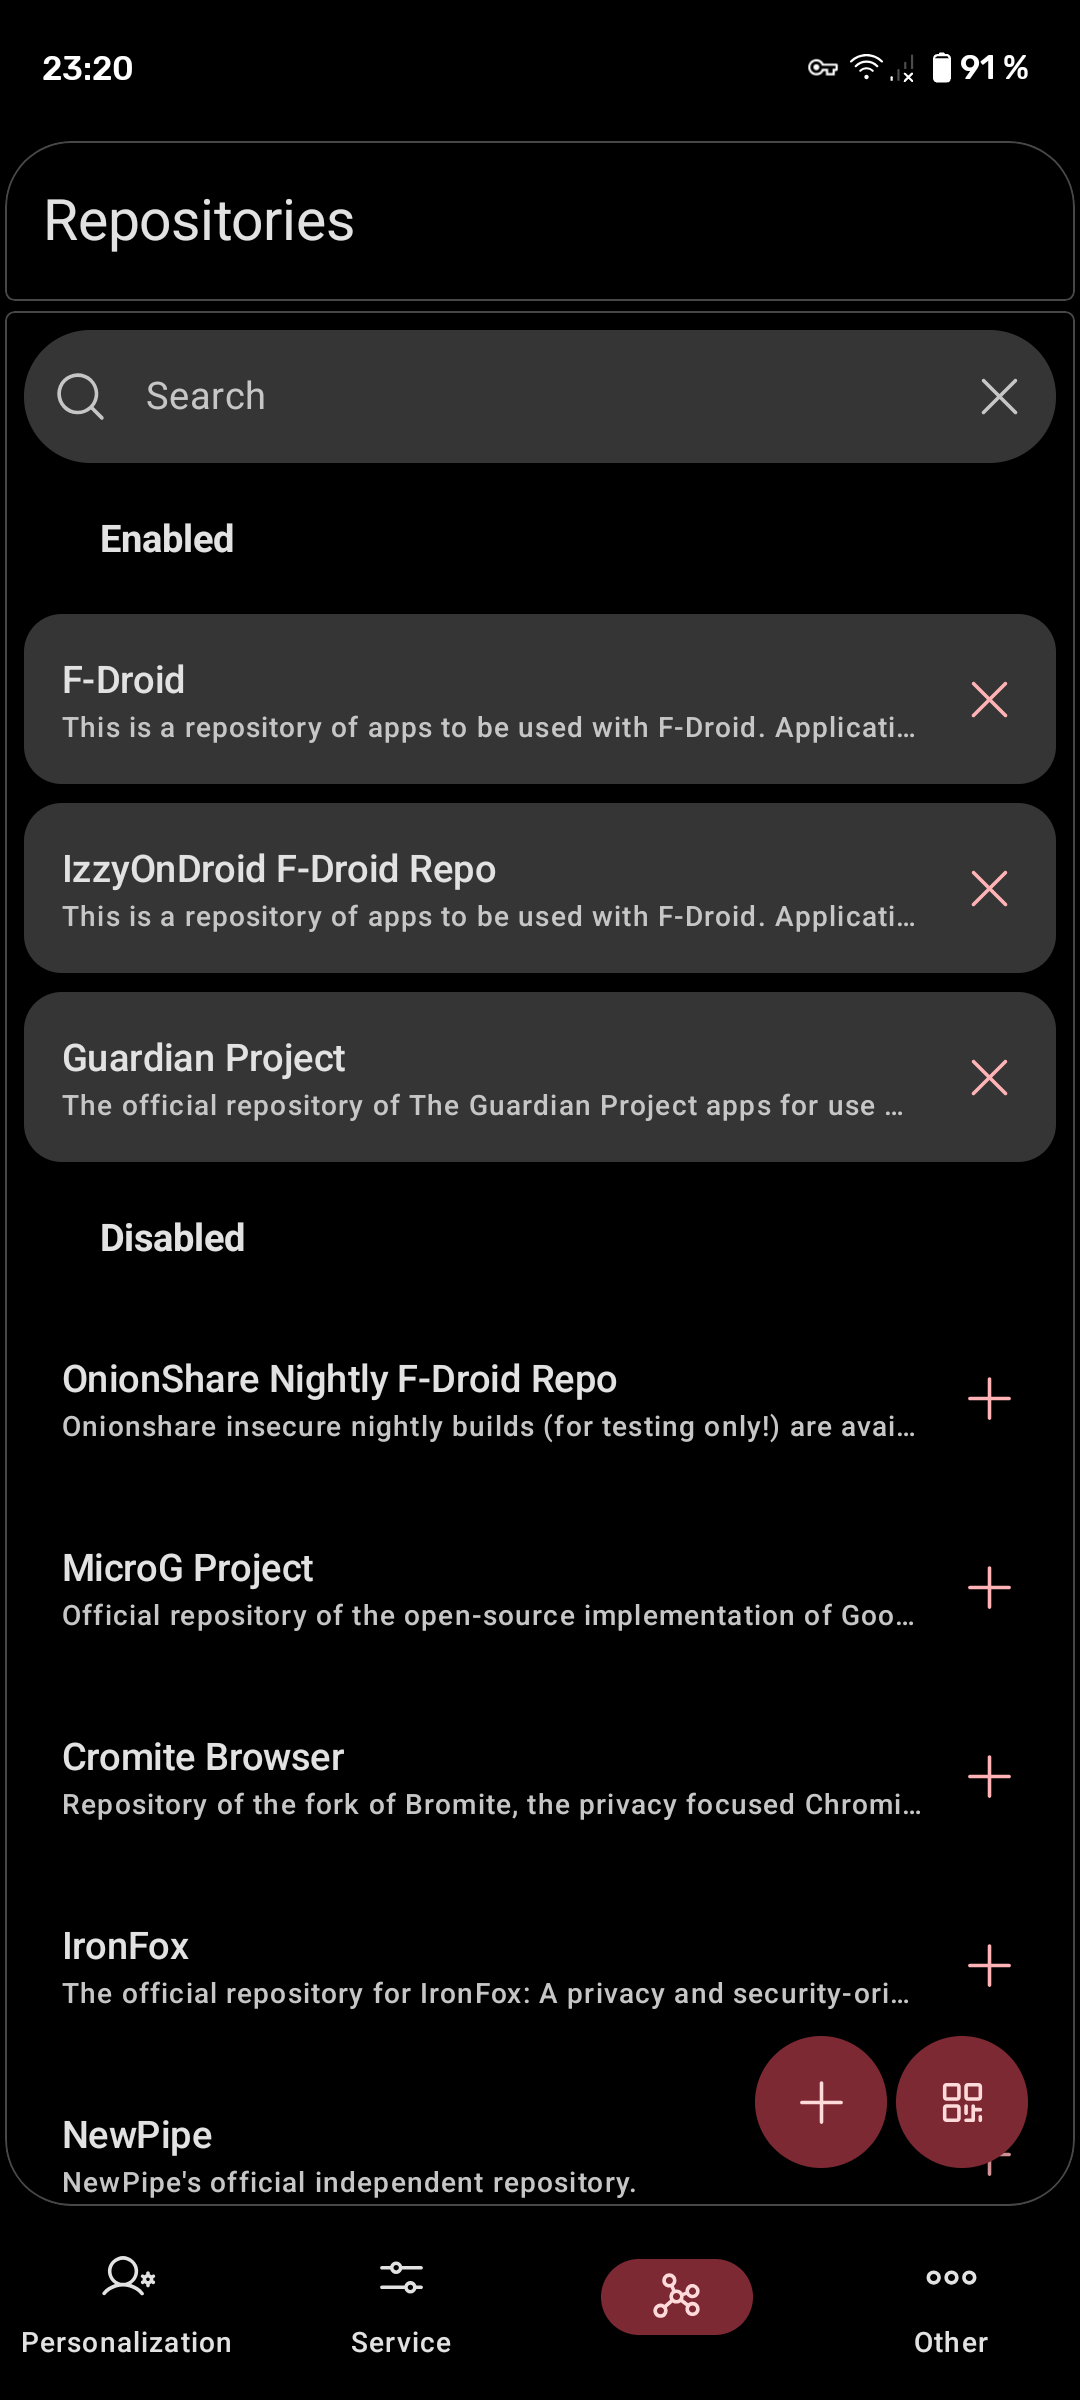 23:20
91 %
Repositories
Search
Enabled
F-Droid
This is a repository of apps to be used with F-Droid. Applicati…
IzzyOnDroid F-Droid Repo
This is a repository of apps to be used with F-Droid. Applicati…
Guardian Project
The official repository of The Guardian Project apps for use …
Disabled
OnionShare Nightly F-Droid Repo
Onionshare insecure nightly builds (for testing only!) are avai…
MicroG Project
Official repository of the open-source implementation of Goo…
Cromite Browser
Repository of the fork of Bromite, the privacy focused Chromi…
IronFox
The official repository for IronFox: A privacy and security-ori…
NewPipe
NewPipe's official independent repository.
Personalization
Service
Other